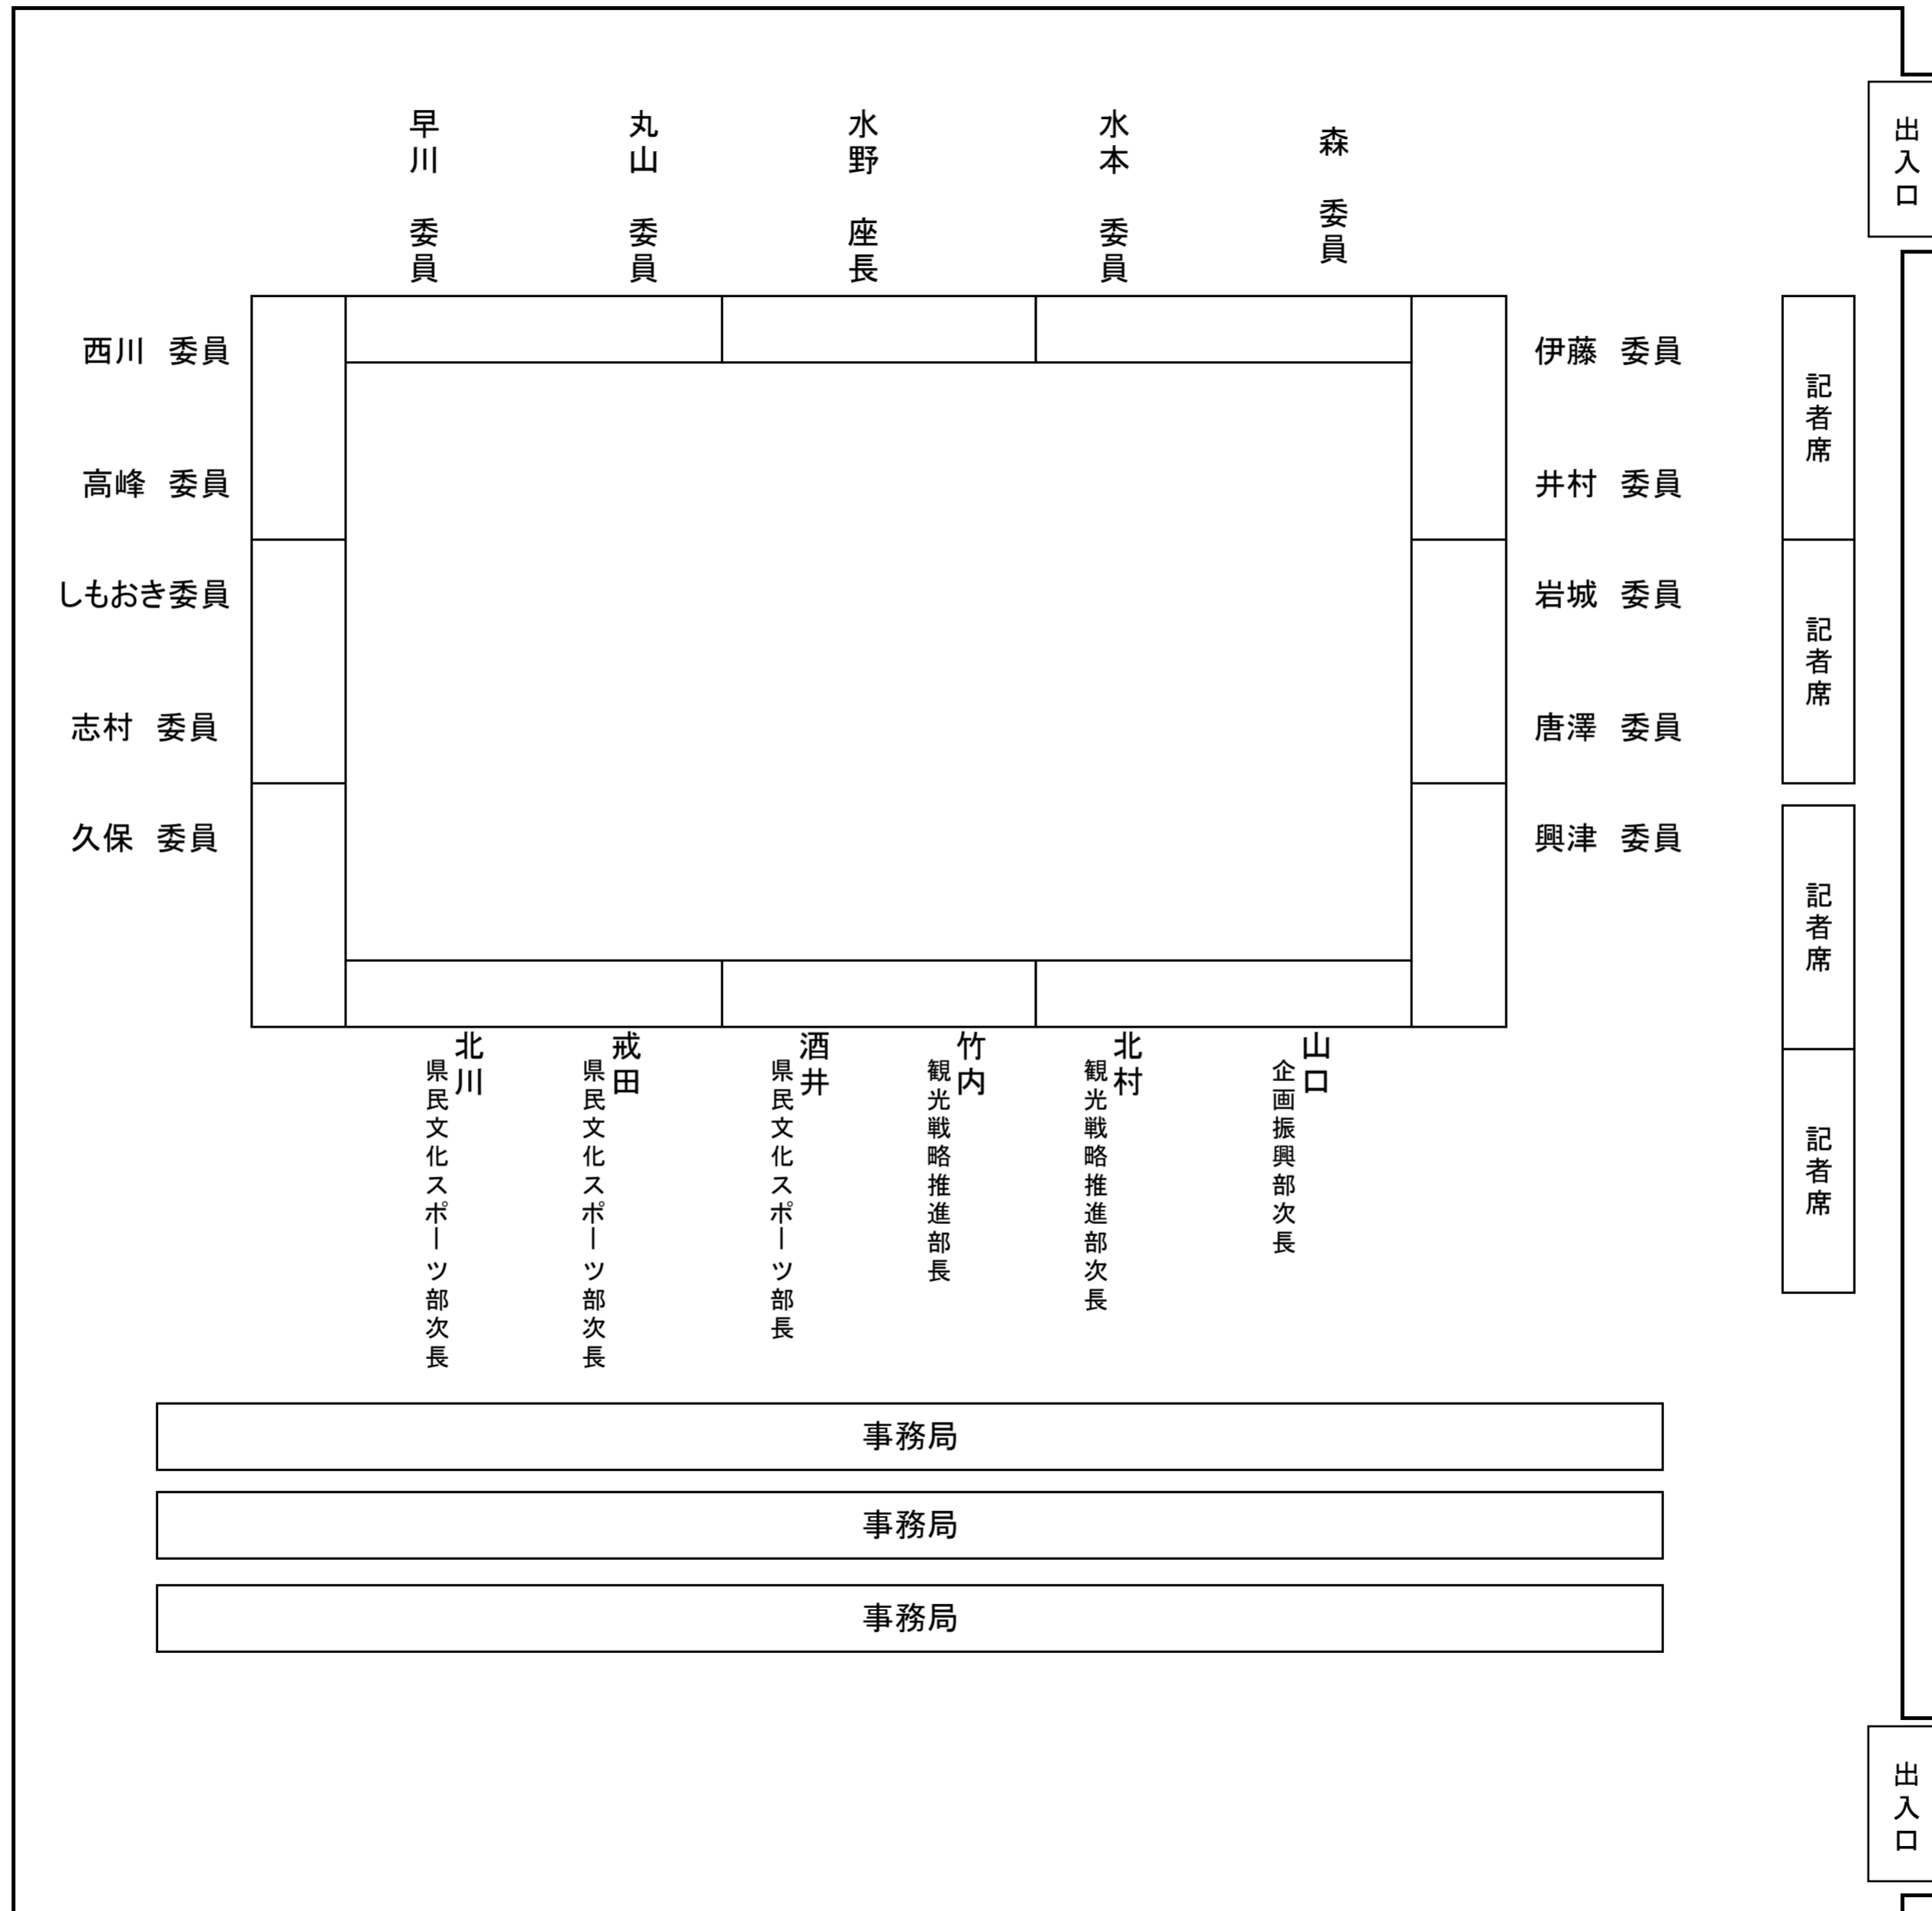 早川　委員
丸山　委員
水野　座長
水本　委員
森　委員
出入口
西川　委員
高峰　委員
しもおき委員
志村　委員
久保　委員
伊藤　委員
井村　委員
岩城　委員
唐澤　委員
興津　委員
記者席
記者席
記者席
記者席
北川
県民文化スポーツ部次長
戒田
県民文化スポーツ部次長
酒井
県民文化スポーツ部長
竹内
観光戦略推進部長
北村
観光戦略推進部次長
山口
企画振興部次長
事務局
事務局
事務局
出入口